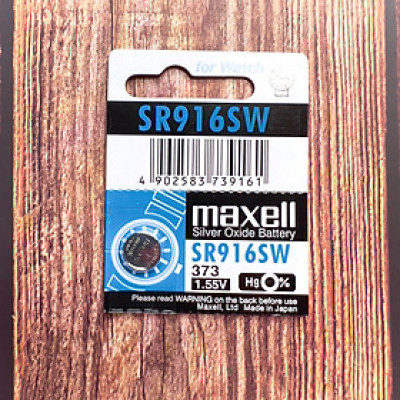 for Watch
SR916SW
4 902583 739161
maxell
Silver Oxide Battery
SR916SW
373
1.55V
Hg 0%
Please read WARNING on the back before use
Maxell, Ltd Made in Japan